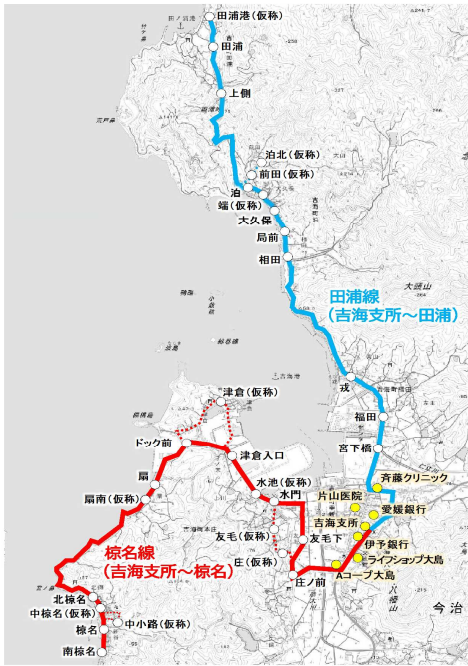 田浦港（仮称）
田浦
上側
泊北（仮称）
前田（仮称）
泊
端（仮称）
大久保
局前
相田
大頭山
田浦線
（吉海支所～田浦）
津倉（仮称）
戎
福田
ドック前
宮下橋
津倉入口
扇
斉藤クリニック
水池（仮称）
扇南（仮称）
水門
片山医院
愛媛銀行
椋名線
（吉海支所～椋名）
友毛（仮称）
友毛下
吉海支所
伊予銀行
庄（仮称）
ライフショップ大島
庄ノ前
Aコープ大島
八幡山
北椋名
中椋名（仮称）
今治
中小路（仮称）
椋名
南椋名